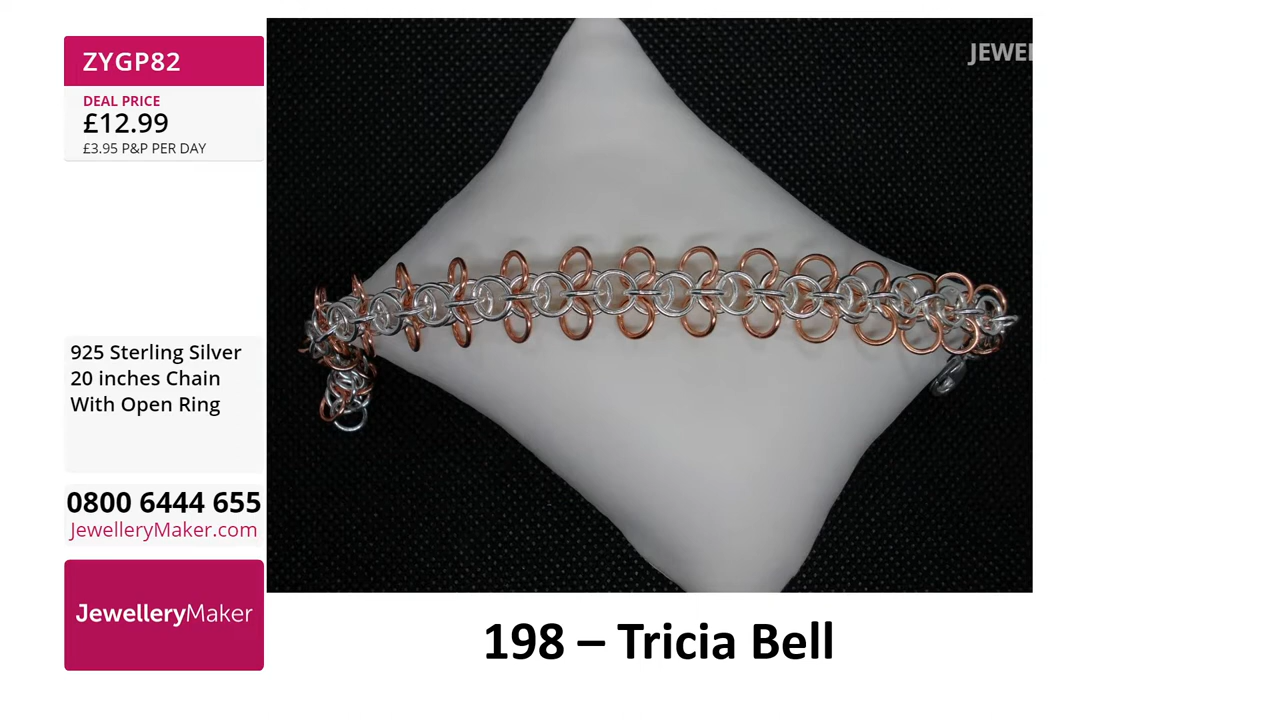 ZYGP82
DEAL PRICE
£12.99
£3.95 P&P PER DAY
925 Sterling Silver
20 inches Chain
With Open Ring
0800 6444 655
JewelleryMaker.com
JewelleryMaker
JEWEL
198 – Tricia Bell